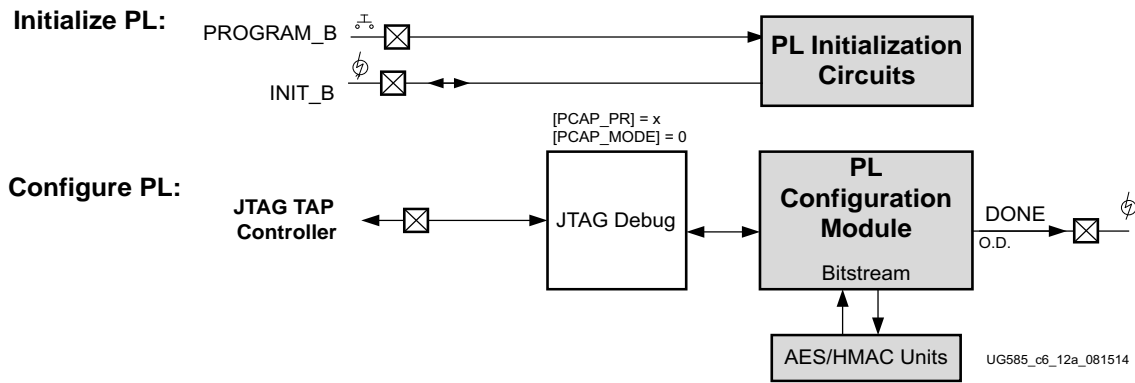 Initialize PL:
PROGRAM_B
INIT_B
PL Initialization
Circuits
[PCAP_PR] = x
[PCAP_MODE] = 0
Configure PL:
JTAG TAP
Controller
JTAG Debug
PL
Configuration
Module
Bitstream
DONE
O.D.
AES/HMAC Units
UG585_c6_12a_081514